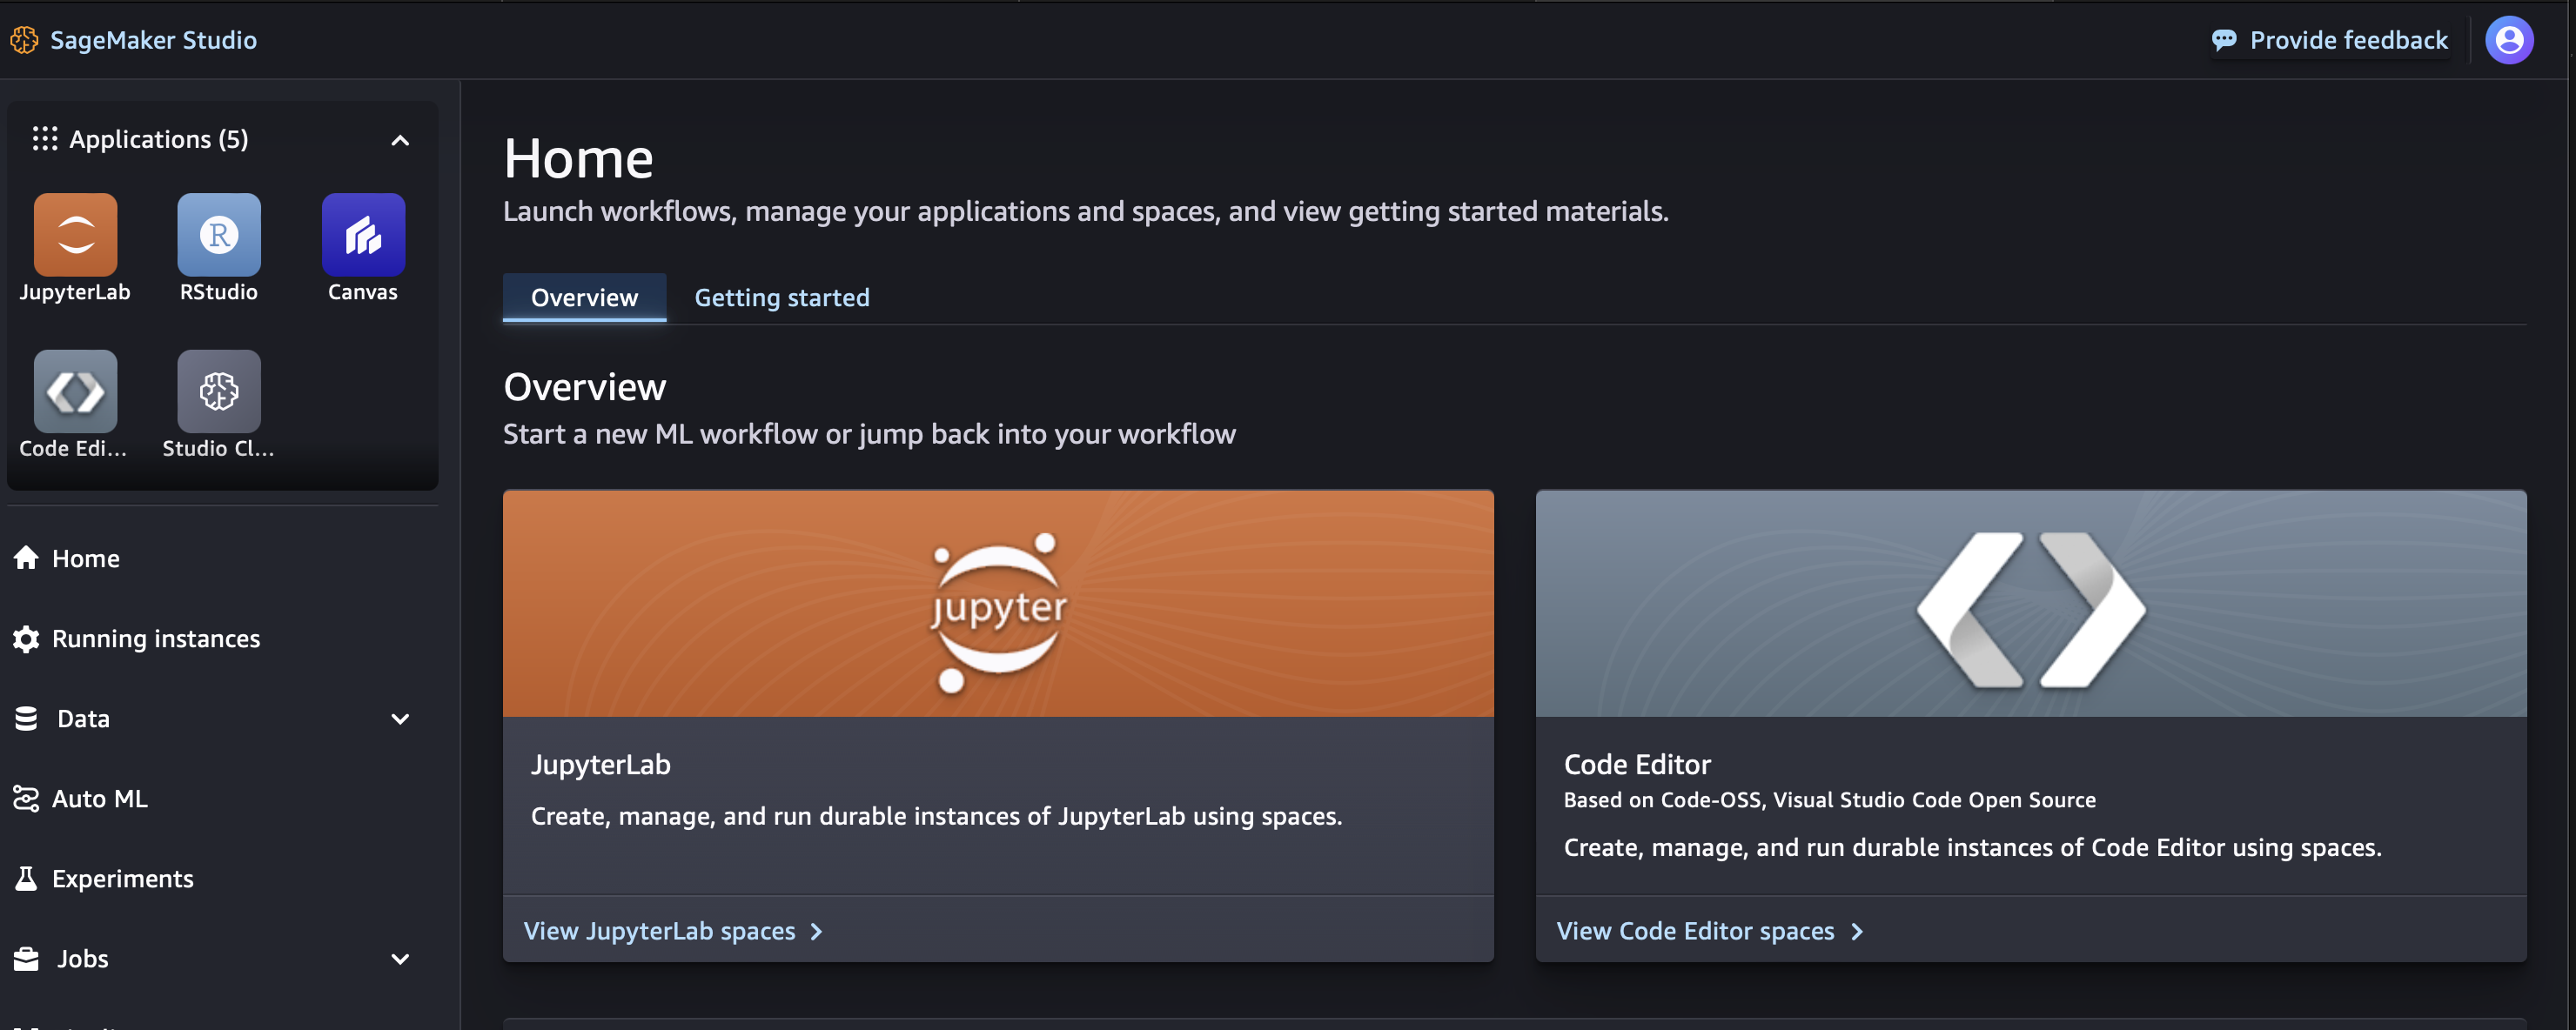 SageMaker Studio
Provide feedback
Applications (5)
JupyterLab
RStudio
R
Canvas
Code Edi...
Studio Cl...
Home
Running instances
Data
Auto ML
Experiments
Jobs
Home
Launch workflows, manage your applications and spaces, and view getting started materials.
Overview
Getting started
Overview
Start a new ML workflow or jump back into your workflow
jupyter
JupyterLab
Create, manage, and run durable instances of JupyterLab using spaces.
View JupyterLab spaces
Code Editor
Based on Code-OSS, Visual Studio Code Open Source
Create, manage, and run durable instances of Code Editor using spaces.
View Code Editor spaces